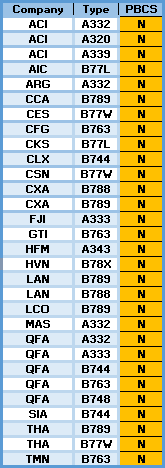 Company Type PBCS
ACI A332 N
ACI A320 N
ACI A339 N
AIC B77L N
ARG A332 N
CCA B789 N
CES B77W N
CFG B763 N
CKS B77L N
CLX B744 N
CSN B77W N
CXA B788 N
CXA B789 N
FJI A333 N
GTI B763 N
HFM A343 N
HVN B78X N
LAN B789 N
LAN B788 N
LCO B789 N
MAS A332 N
QFA A332 N
QFA A333 N
QFA B744 N
QFA B763 N
QFA B748 N
SIA B744 N
THA B789 N
THA B77W N
TMN B763 N